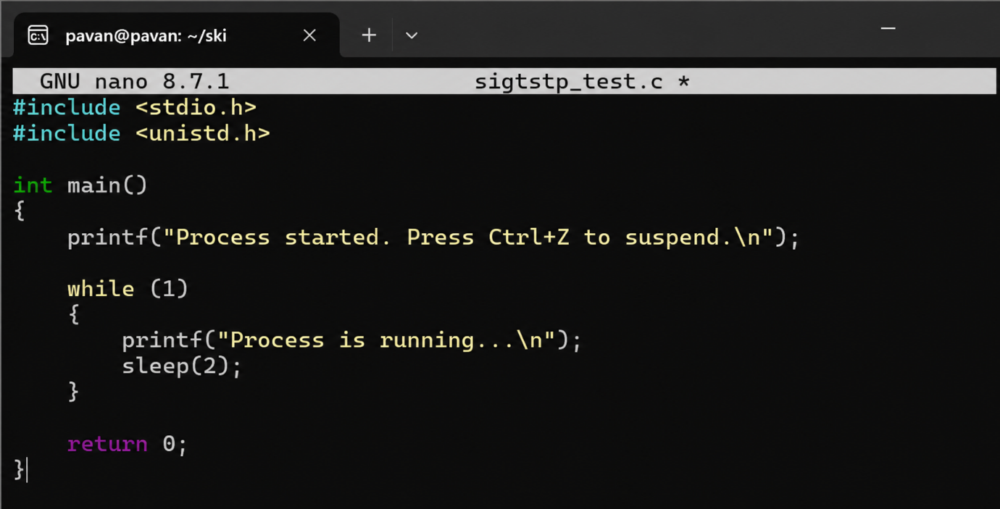 pavan@pavan: ~/ski
GNU nano 8.7.1 sigtstp_test.c *
#include <stdio.h>
#include <unistd.h>
int main()
{
    printf("Process started. Press Ctrl+Z to suspend.\n");
    while (1)
    {
        printf("Process is running...\n");
        sleep(2);
    }
    return 0;
}